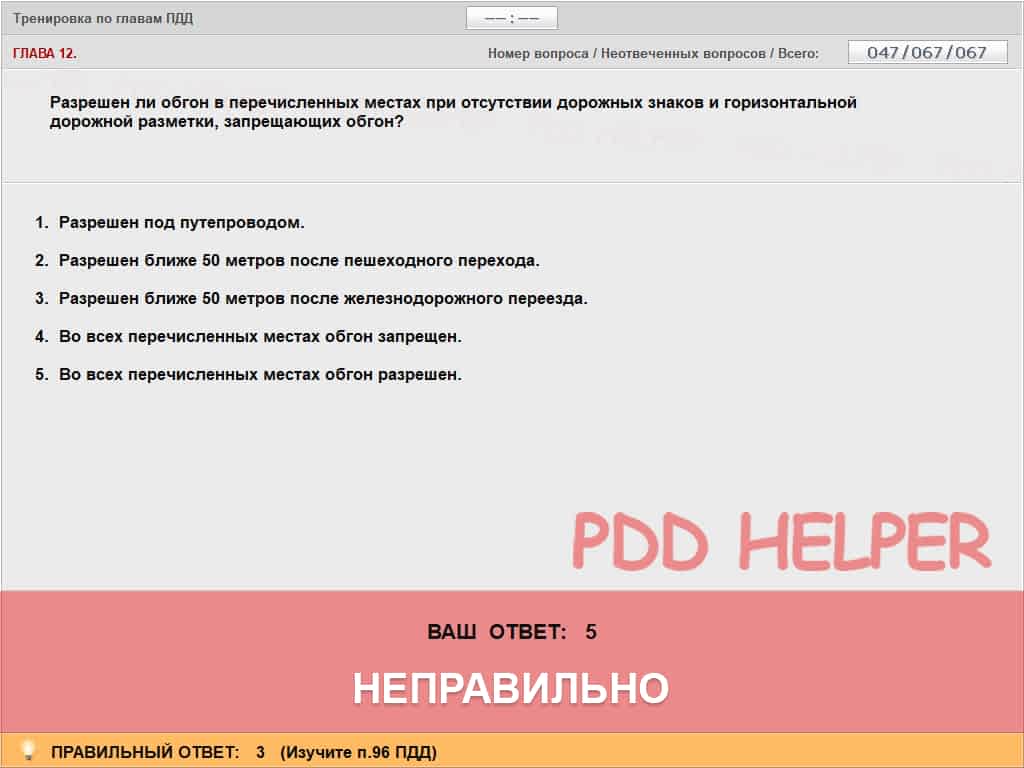 Тренировка по главам ПДД
—— : ——
ГЛАВА 12.
Номер вопроса / Неотвеченных вопросов / Всего:
047/067/067
Разрешен ли обгон в перечисленных местах при отсутствии дорожных знаков и горизонтальной
дорожной разметки, запрещающих обгон?
1. Разрешен под путепроводом.
2. Разрешен ближе 50 метров после пешеходного перехода.
3. Разрешен ближе 50 метров после железнодорожного переезда.
4. Во всех перечисленных местах обгон запрещен.
5. Во всех перечисленных местах обгон разрешен.
PDD HELPER
ВАШ ОТВЕТ: 5
НЕПРАВИЛЬНО
ПРАВИЛЬНЫЙ ОТВЕТ: 3 (Изучите п.96 ПДД)